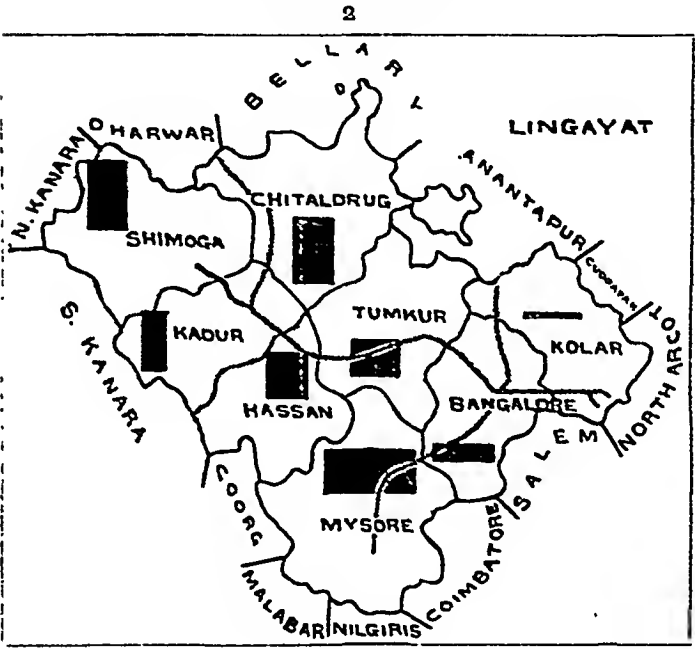 2
BELLARY
LINGAYAT
DHARWAR
N. KANARA
ANANTAPUR
CHITALDRUG
SHIMOGA
CUDDAPAH
TUMKUR
NORTH ARCOT
S. KANARA
KADUR
KOLAR
HASSAN
BANGALORE
SALEM
COORG
MYSORE
COIMBATORE
MALABAR
NILGIRIS